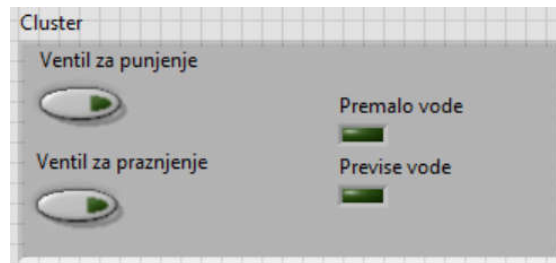 Cluster
Ventil za punjenje
Premalo vode
Ventil za praznjenje
Previse vode